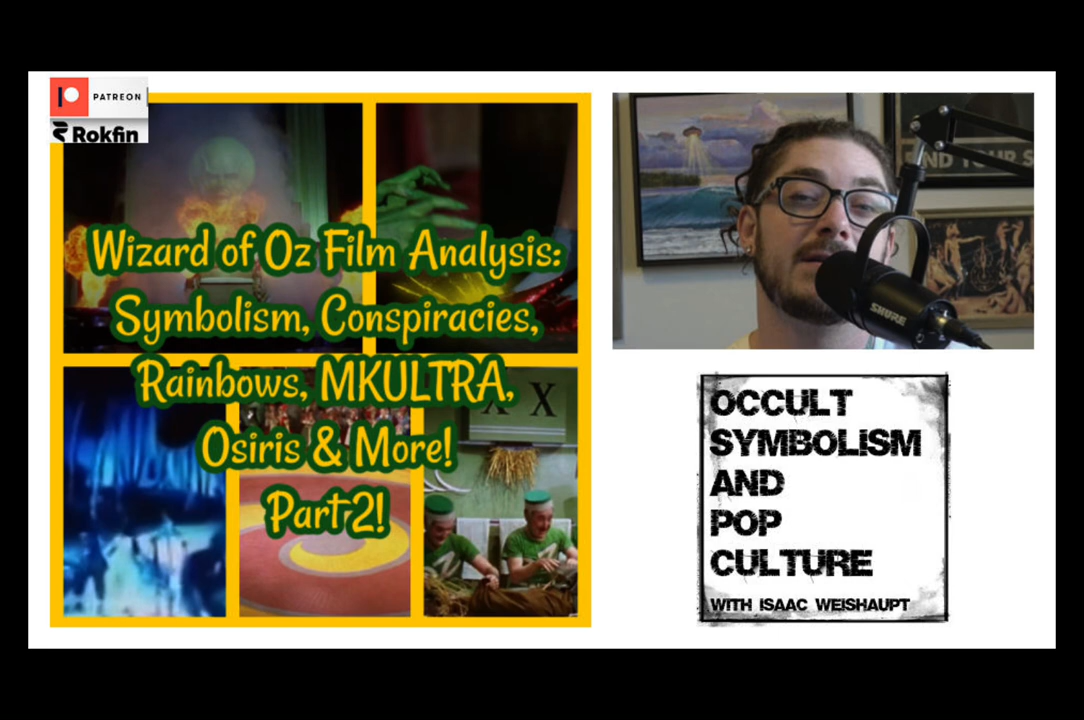 PATREON
Rokfin
Wizard of Oz Film Analysis:
Symbolism, Conspiracies,
Rainbows, MKULTRA,
Osiris & More!
Part 2!
X X
SHURE
OCCULT
SYMBOLISM
AND
POP
CULTURE
WITH ISAAC WEISHAUPT